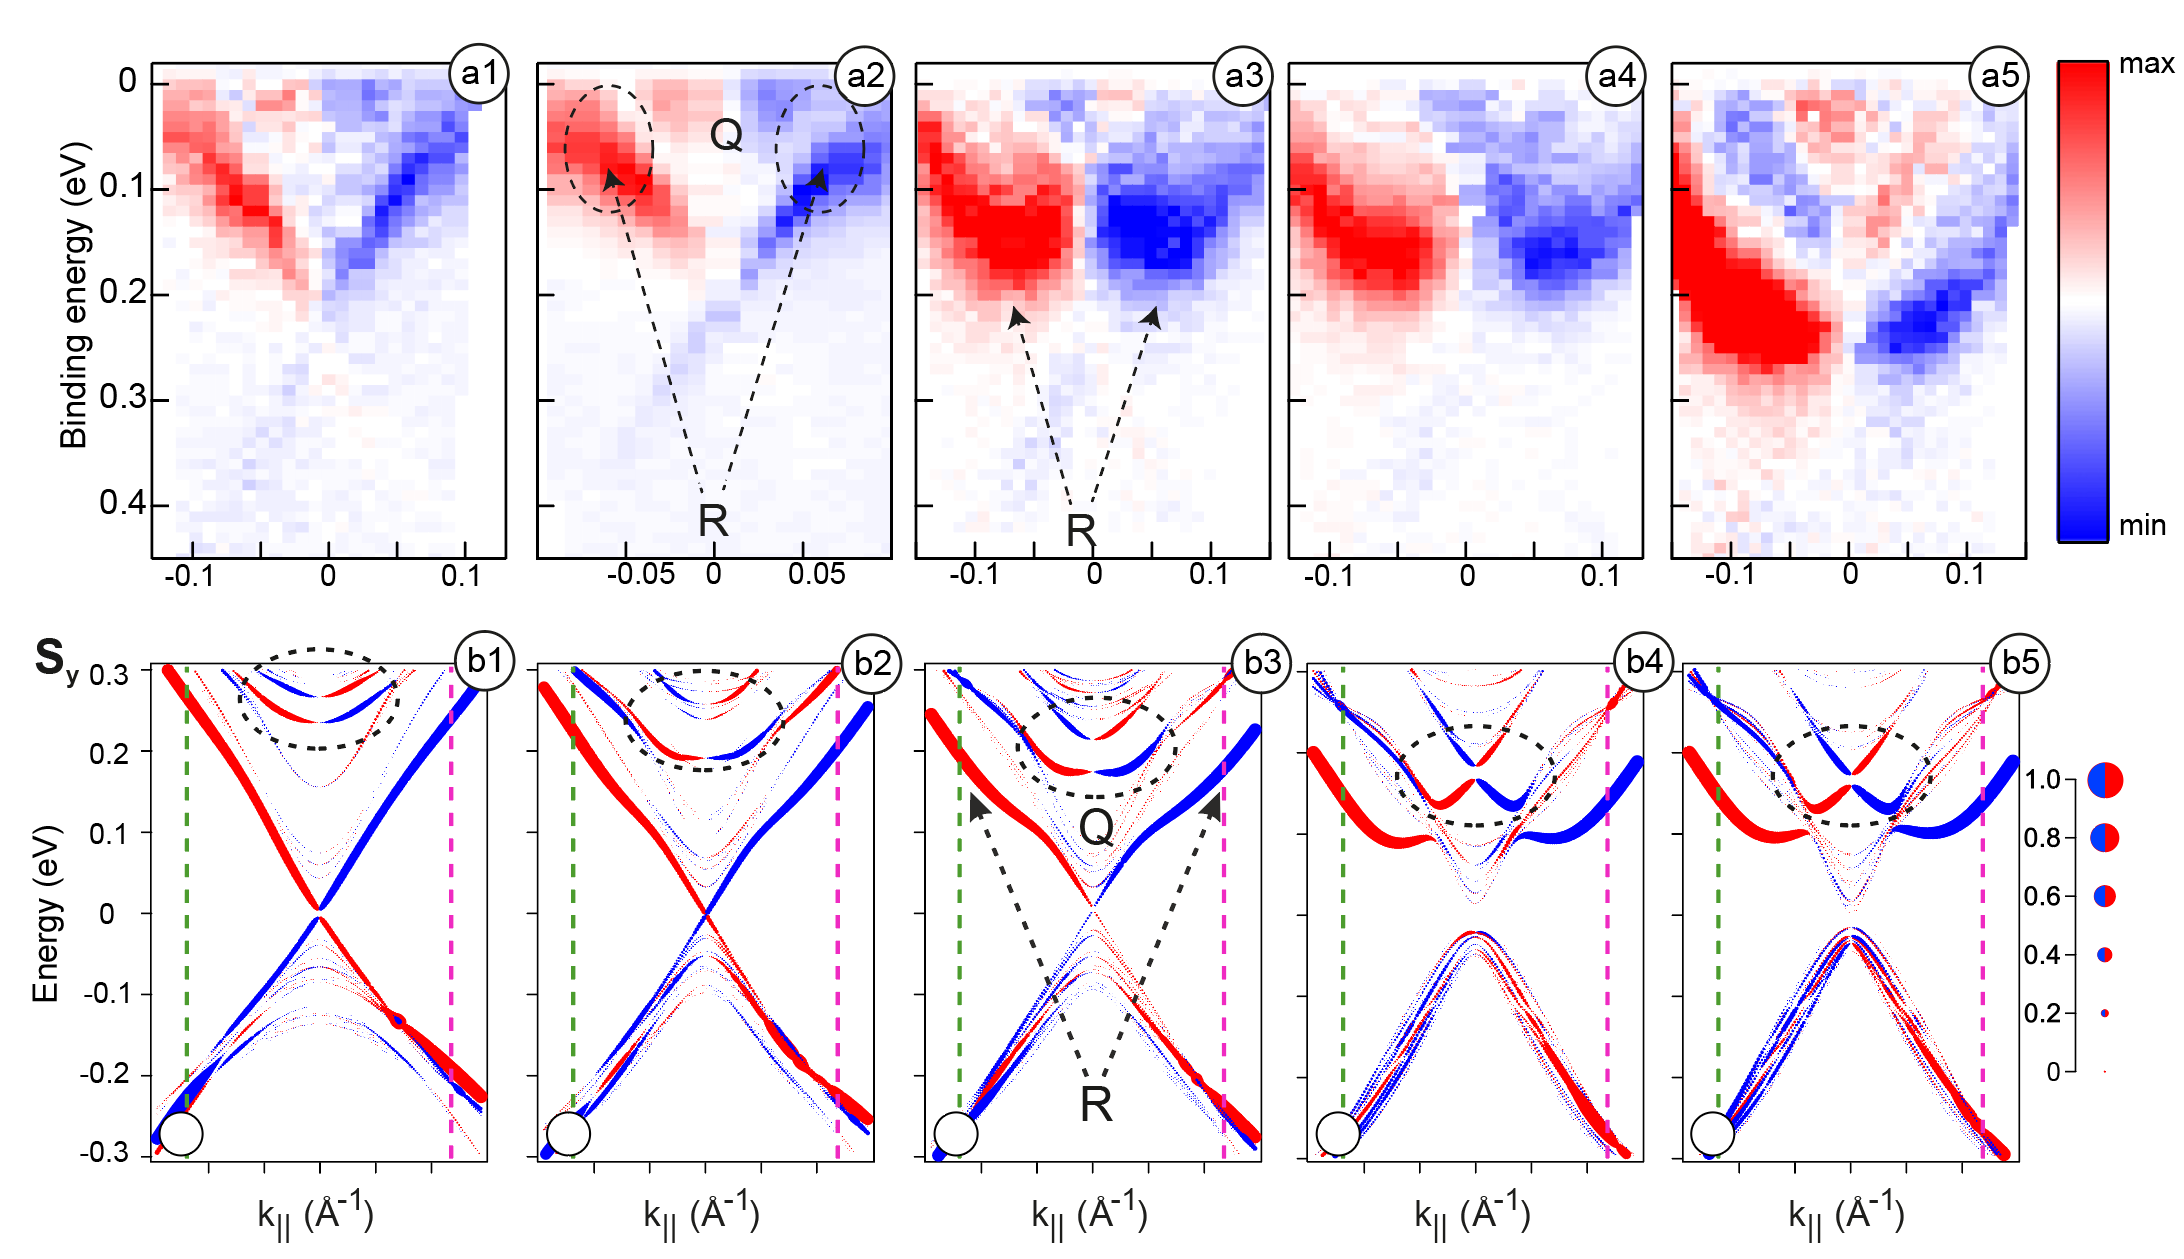 a1 a2 a3 a4 a5
max
min
Binding energy (eV)
0
0.1
0.2
0.3
0.4
Q
R
R
-0.1 0 0.1
-0.05 0 0.05
-0.1 0 0.1
-0.1 0 0.1
-0.1 0 0.1
Sy
b1 b2 b3 b4 b5
Energy (eV)
0.3
0.2
0.1
0
-0.1
-0.2
-0.3
Q
R
1.0
0.8
0.6
0.4
0.2
0
k|| (Å-1)
k|| (Å-1)
k|| (Å-1)
k|| (Å-1)
k|| (Å-1)